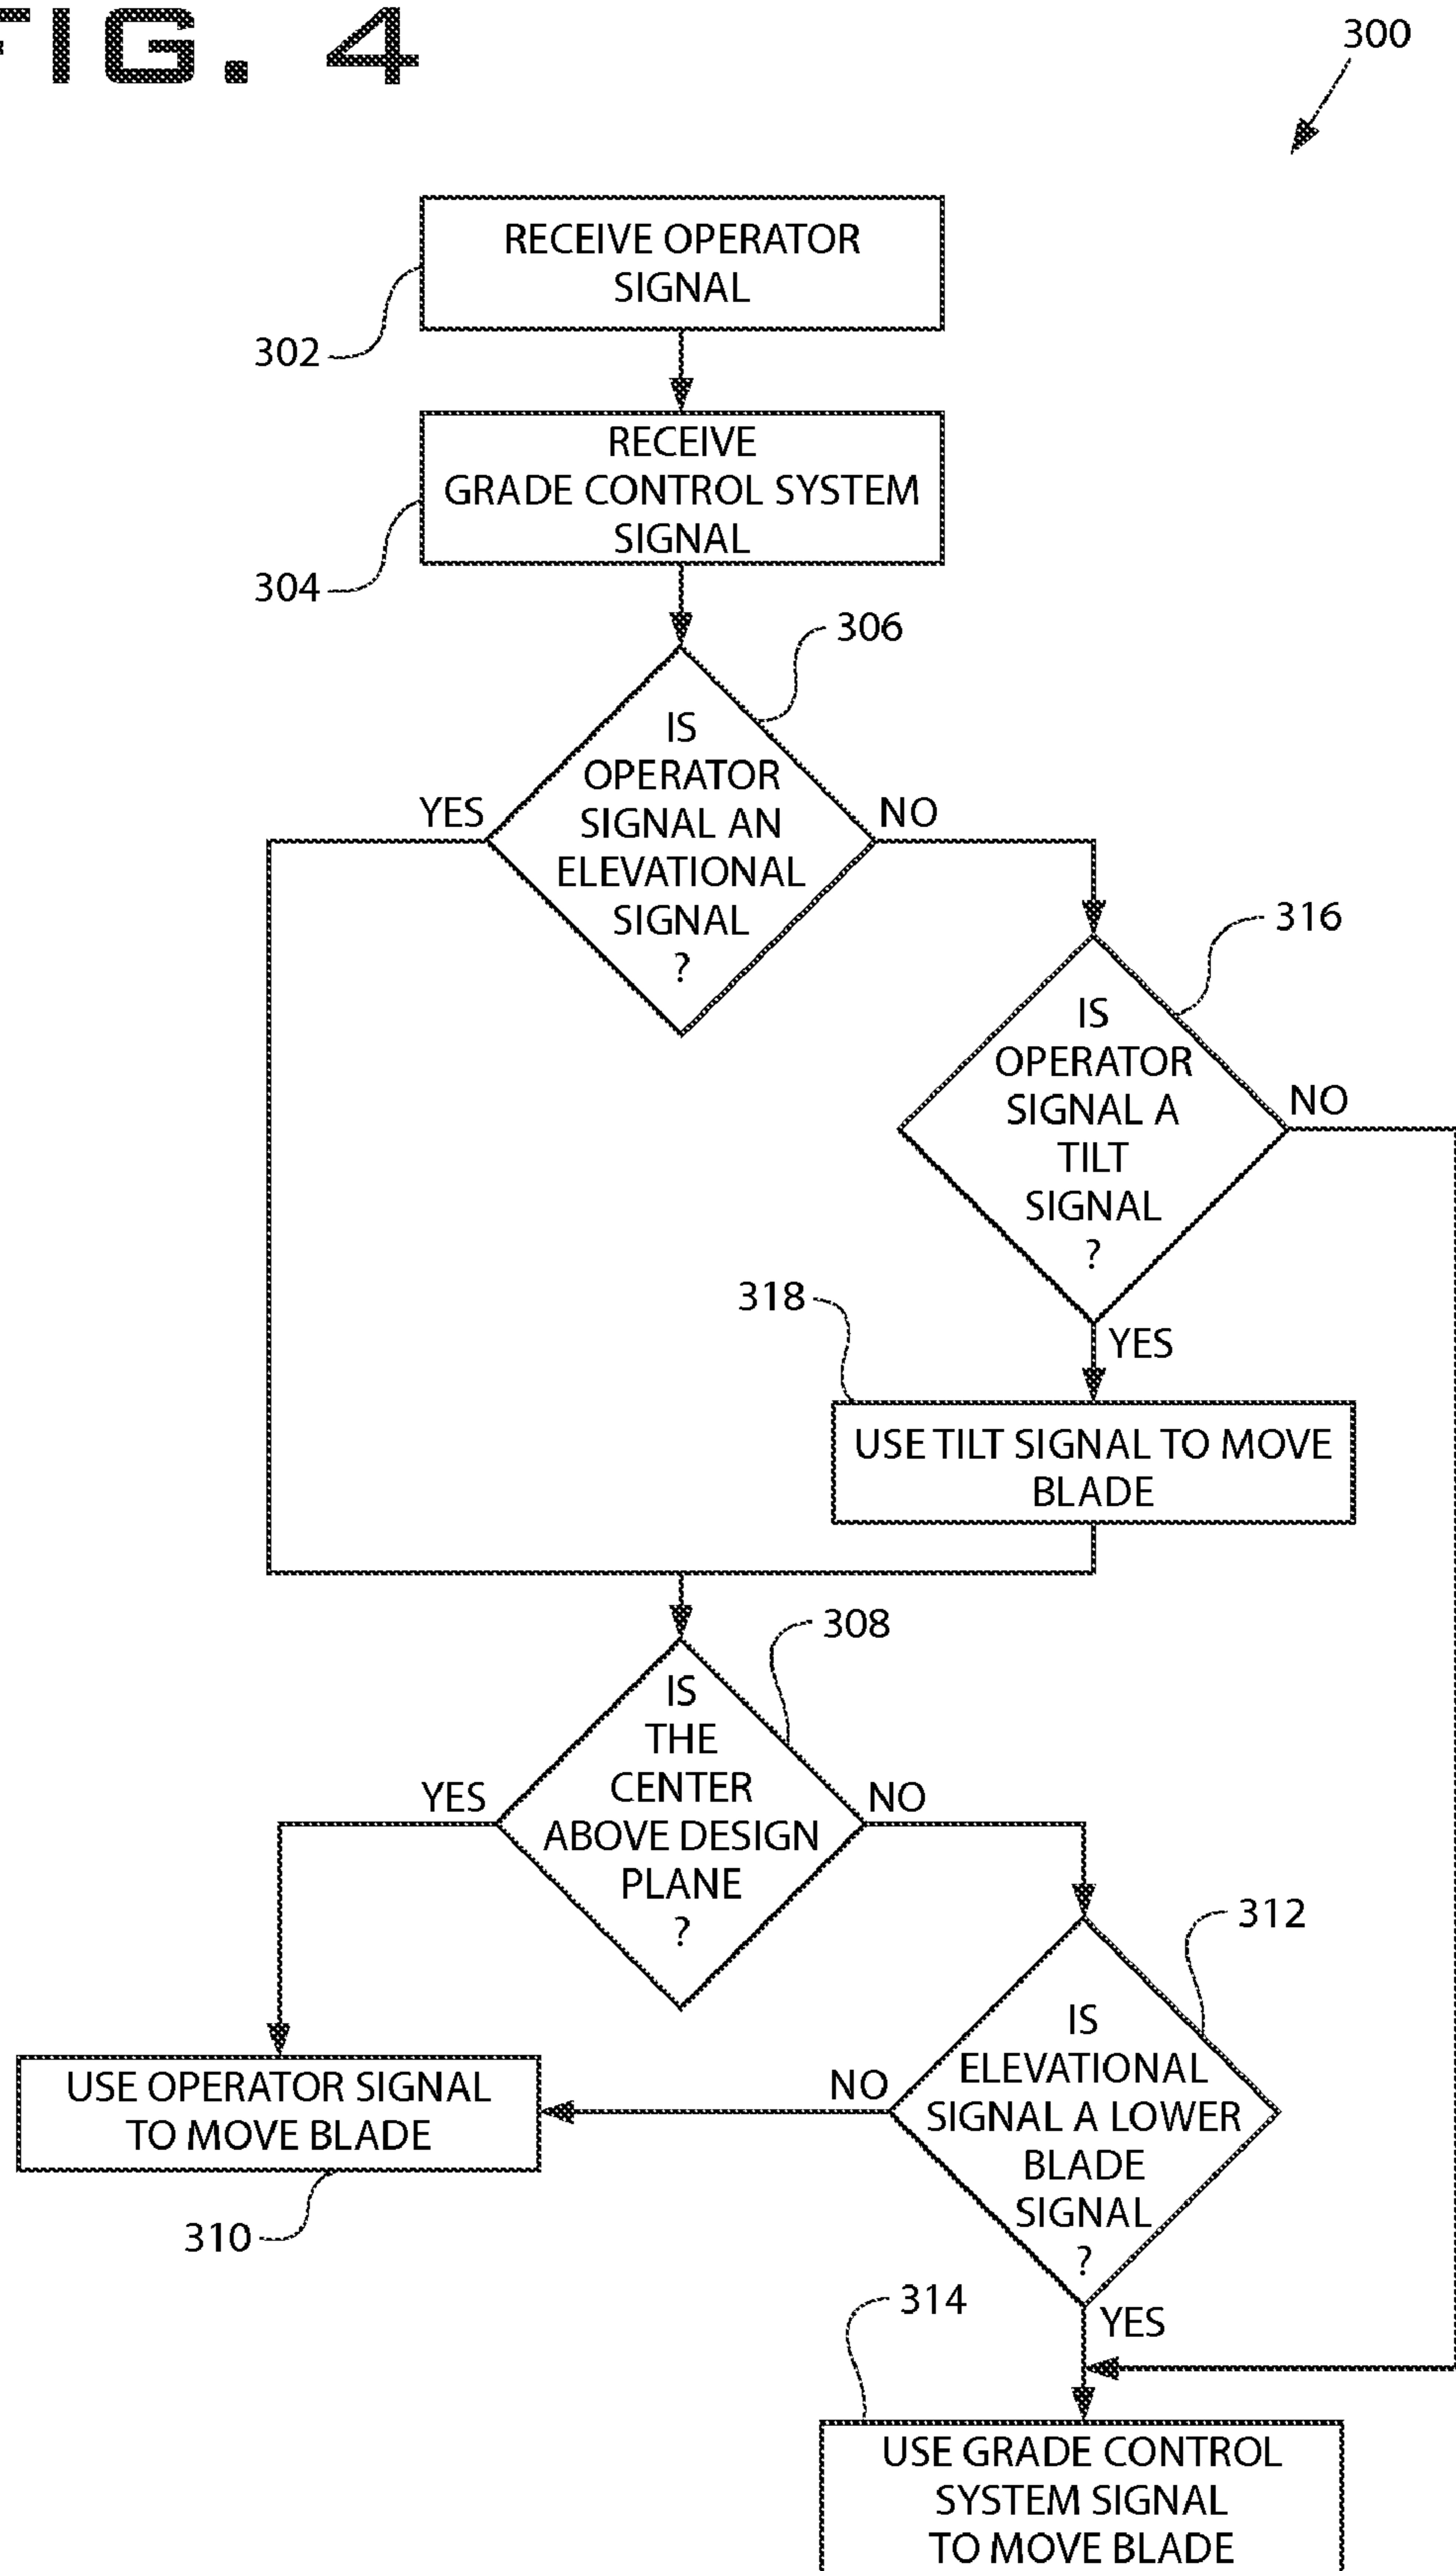 FIG. 4
300
RECEIVE OPERATOR
SIGNAL
302
RECEIVE
GRADE CONTROL SYSTEM
SIGNAL
304
306
IS
OPERATOR
SIGNAL AN
ELEVATIONAL
SIGNAL
?
YES
NO
316
IS
OPERATOR
SIGNAL A
TILT
SIGNAL
?
NO
YES
318
USE TILT SIGNAL TO MOVE
BLADE
308
IS
THE
CENTER
ABOVE DESIGN
PLANE
?
YES
NO
312
IS
ELEVATIONAL
SIGNAL A LOWER
BLADE
SIGNAL
?
NO
YES
USE OPERATOR SIGNAL
TO MOVE BLADE
310
314
USE GRADE CONTROL
SYSTEM SIGNAL
TO MOVE BLADE